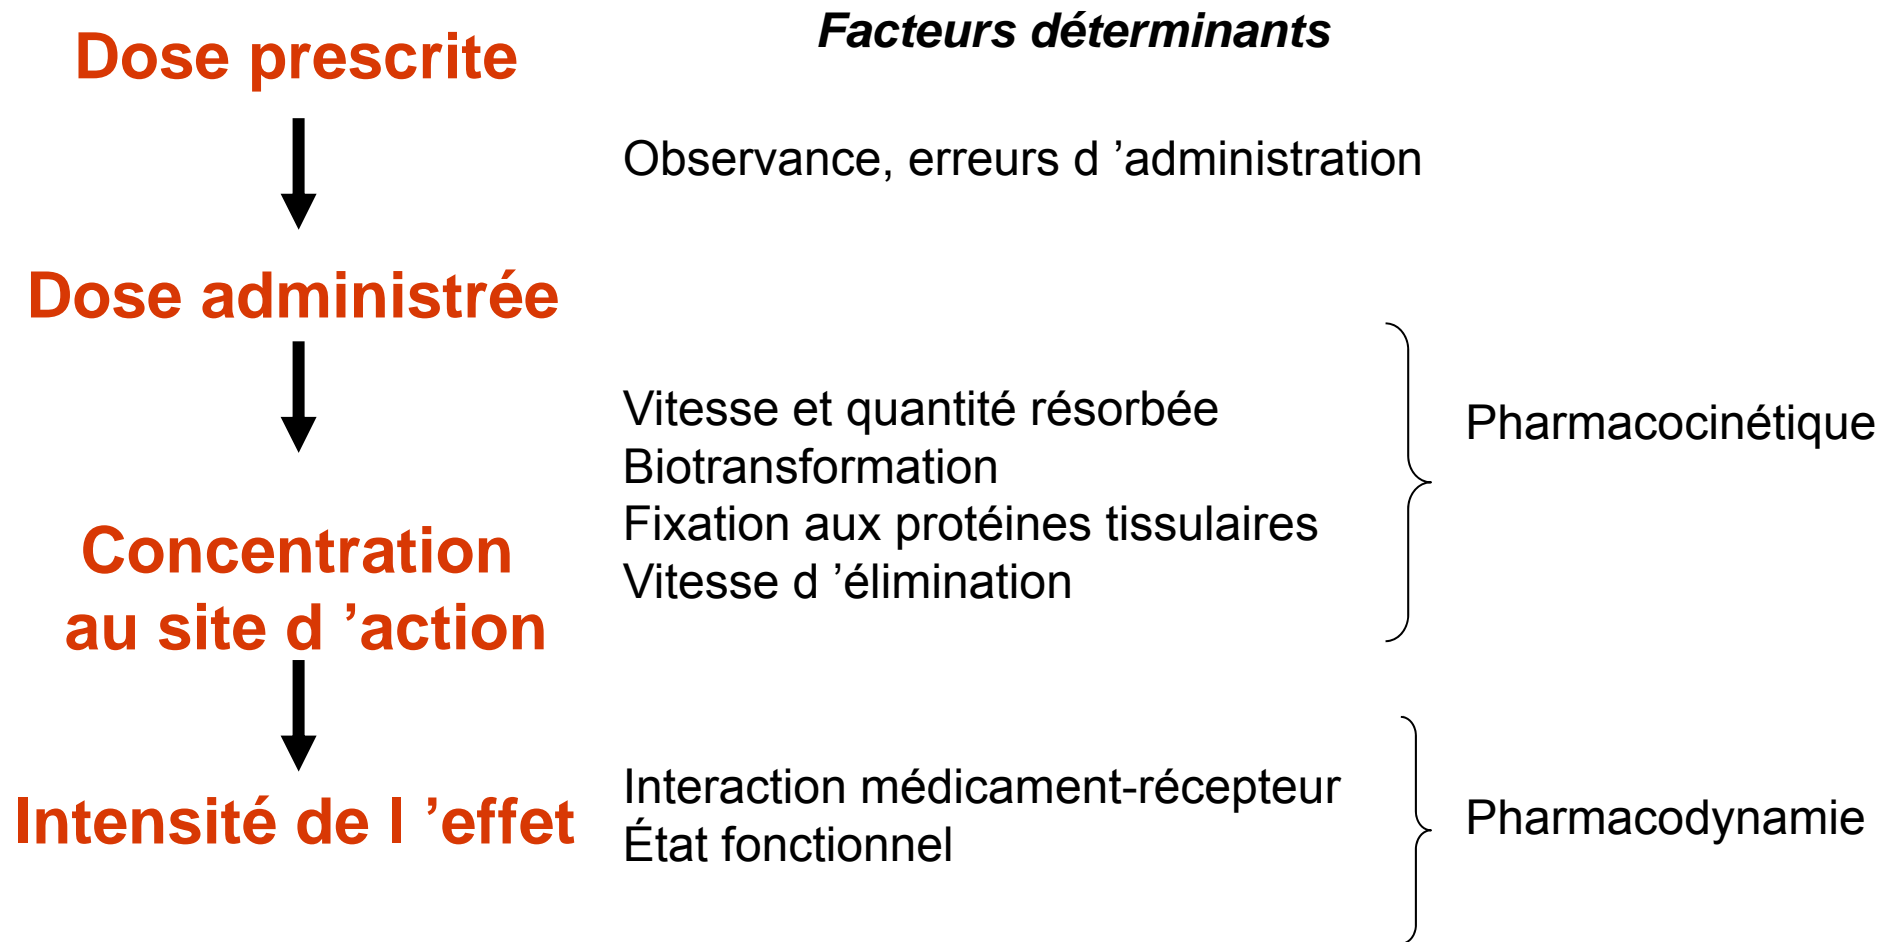 Facteurs déterminants
Dose prescrite
Observance, erreurs d ’administration
Dose administrée
Vitesse et quantité résorbée
Biotransformation
Fixation aux protéines tissulaires
Vitesse d ’élimination
Pharmacocinétique
Concentration
au site d ’action
Intensité de l ’effet
Interaction médicament-récepteur
État fonctionnel
Pharmacodynamie